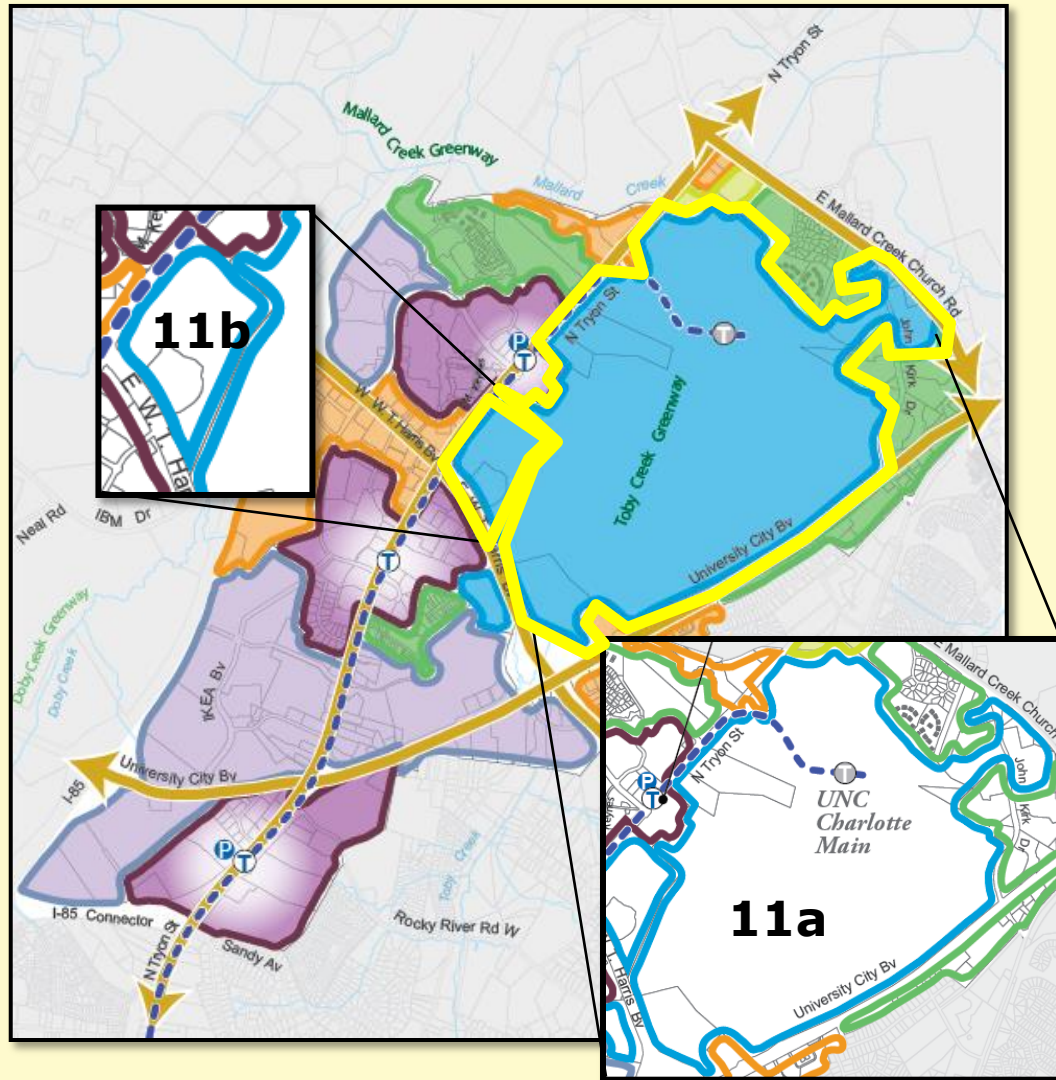 N Tryon St
Mallard Creek Greenway
Mallard Creek
E Mallard Creek Church Rd
N Tryon St
John Kirk Dr
P
T
T
11b
E W. T. Har
W W T Harris Bv
Toby Creek Greenway
Neal Rd
IBM Dr
T
University City Bv
Doby Creek Greenway
Doby Creek
IKEA Bv
University City Bv
I-85
P
T
Toby Creek
I-85 Connector
Rocky River Rd W
Sandy Av
N Tryon St
E Mallard Creek Church
N Tryon St
John Kirk Dr
P
T
T
UNC
Charlotte
Main
11a
Harris Bv
University City Bv